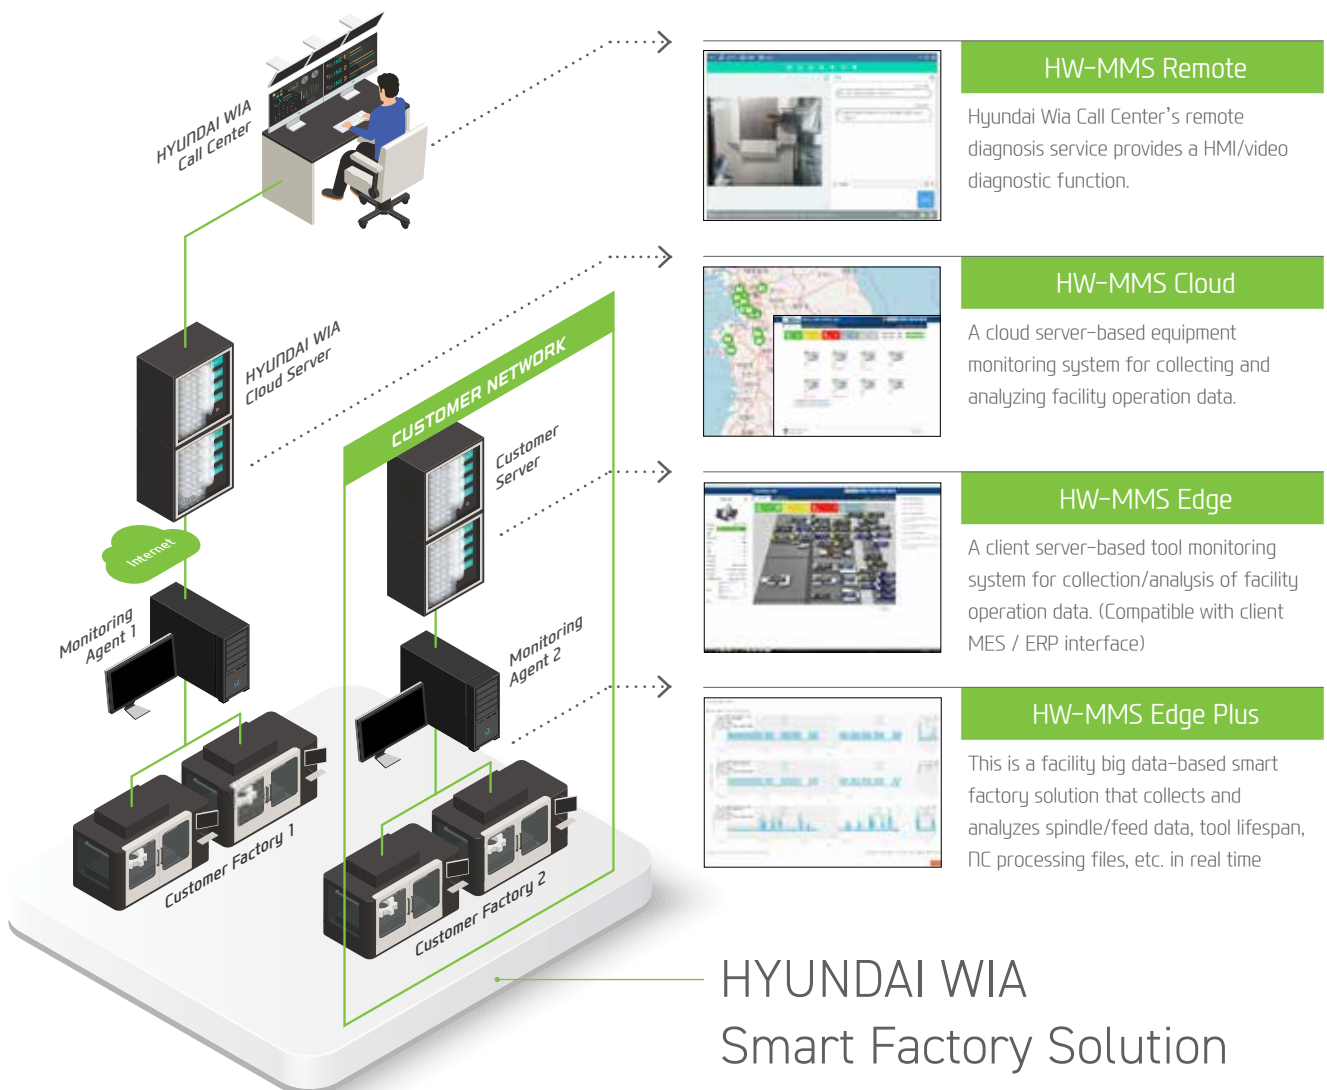 HYUNDAI WIA
Call Center
HYUNDAI WIA
Cloud Server
Internet
Monitoring
Agent 1
Customer Factory 1
CUSTOMER NETWORK
Customer
Server
Monitoring
Agent 2
Customer Factory 2
HW-MMS Remote
Hyundai Wia Call Center's remote
diagnosis service provides a HMI/video
diagnostic function.
HW-MMS Cloud
A cloud server-based equipment
monitoring system for collecting and
analyzing facility operation data.
HW-MMS Edge
A client server-based tool monitoring
system for collection/analysis of facility
operation data. (Compatible with client
MES / ERP interface)
HW-MMS Edge Plus
This is a facility big data-based smart
factory solution that collects and
analyzes spindle/feed data, tool lifespan,
NC processing files, etc. in real time
HYUNDAI WIA
Smart Factory Solution